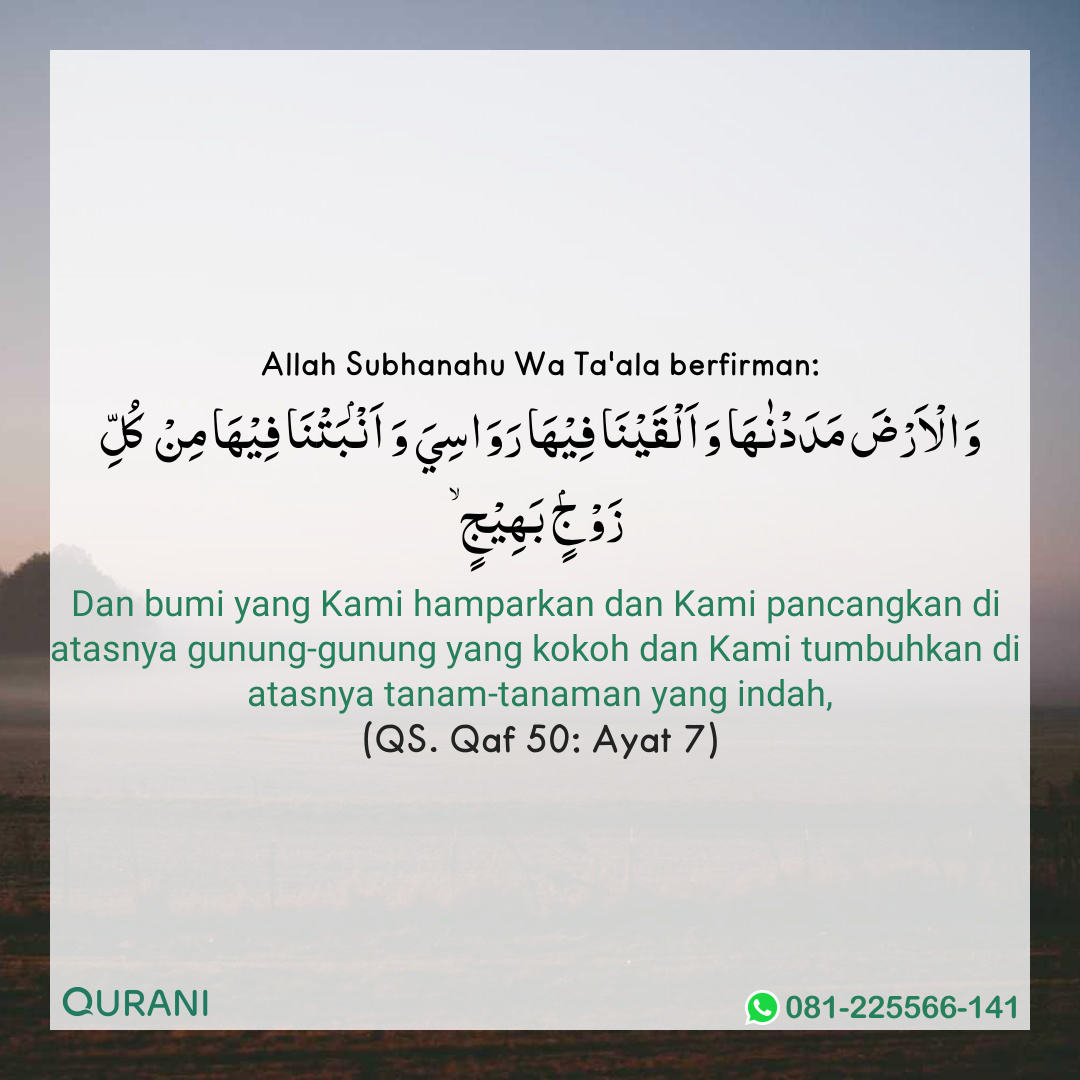 Allah Subhanahu Wa Ta'ala berfirman:
وَالْاَرْضَ مَدَدْنٰهَا وَاَلْقَيْنَا فِيْهَا رَوَاسِيَ وَاَنْۢبَتْنَا فِيْهَا مِنْ كُلِّ
زَوْجٍۢ بَهِيْجٍۙ
Dan bumi yang Kami hamparkan dan Kami pancangkan di
atasnya gunung-gunung yang kokoh dan Kami tumbuhkan di
atasnya tanam-tanaman yang indah,
(QS. Qaf 50: Ayat 7)
QURANI
081-225566-141